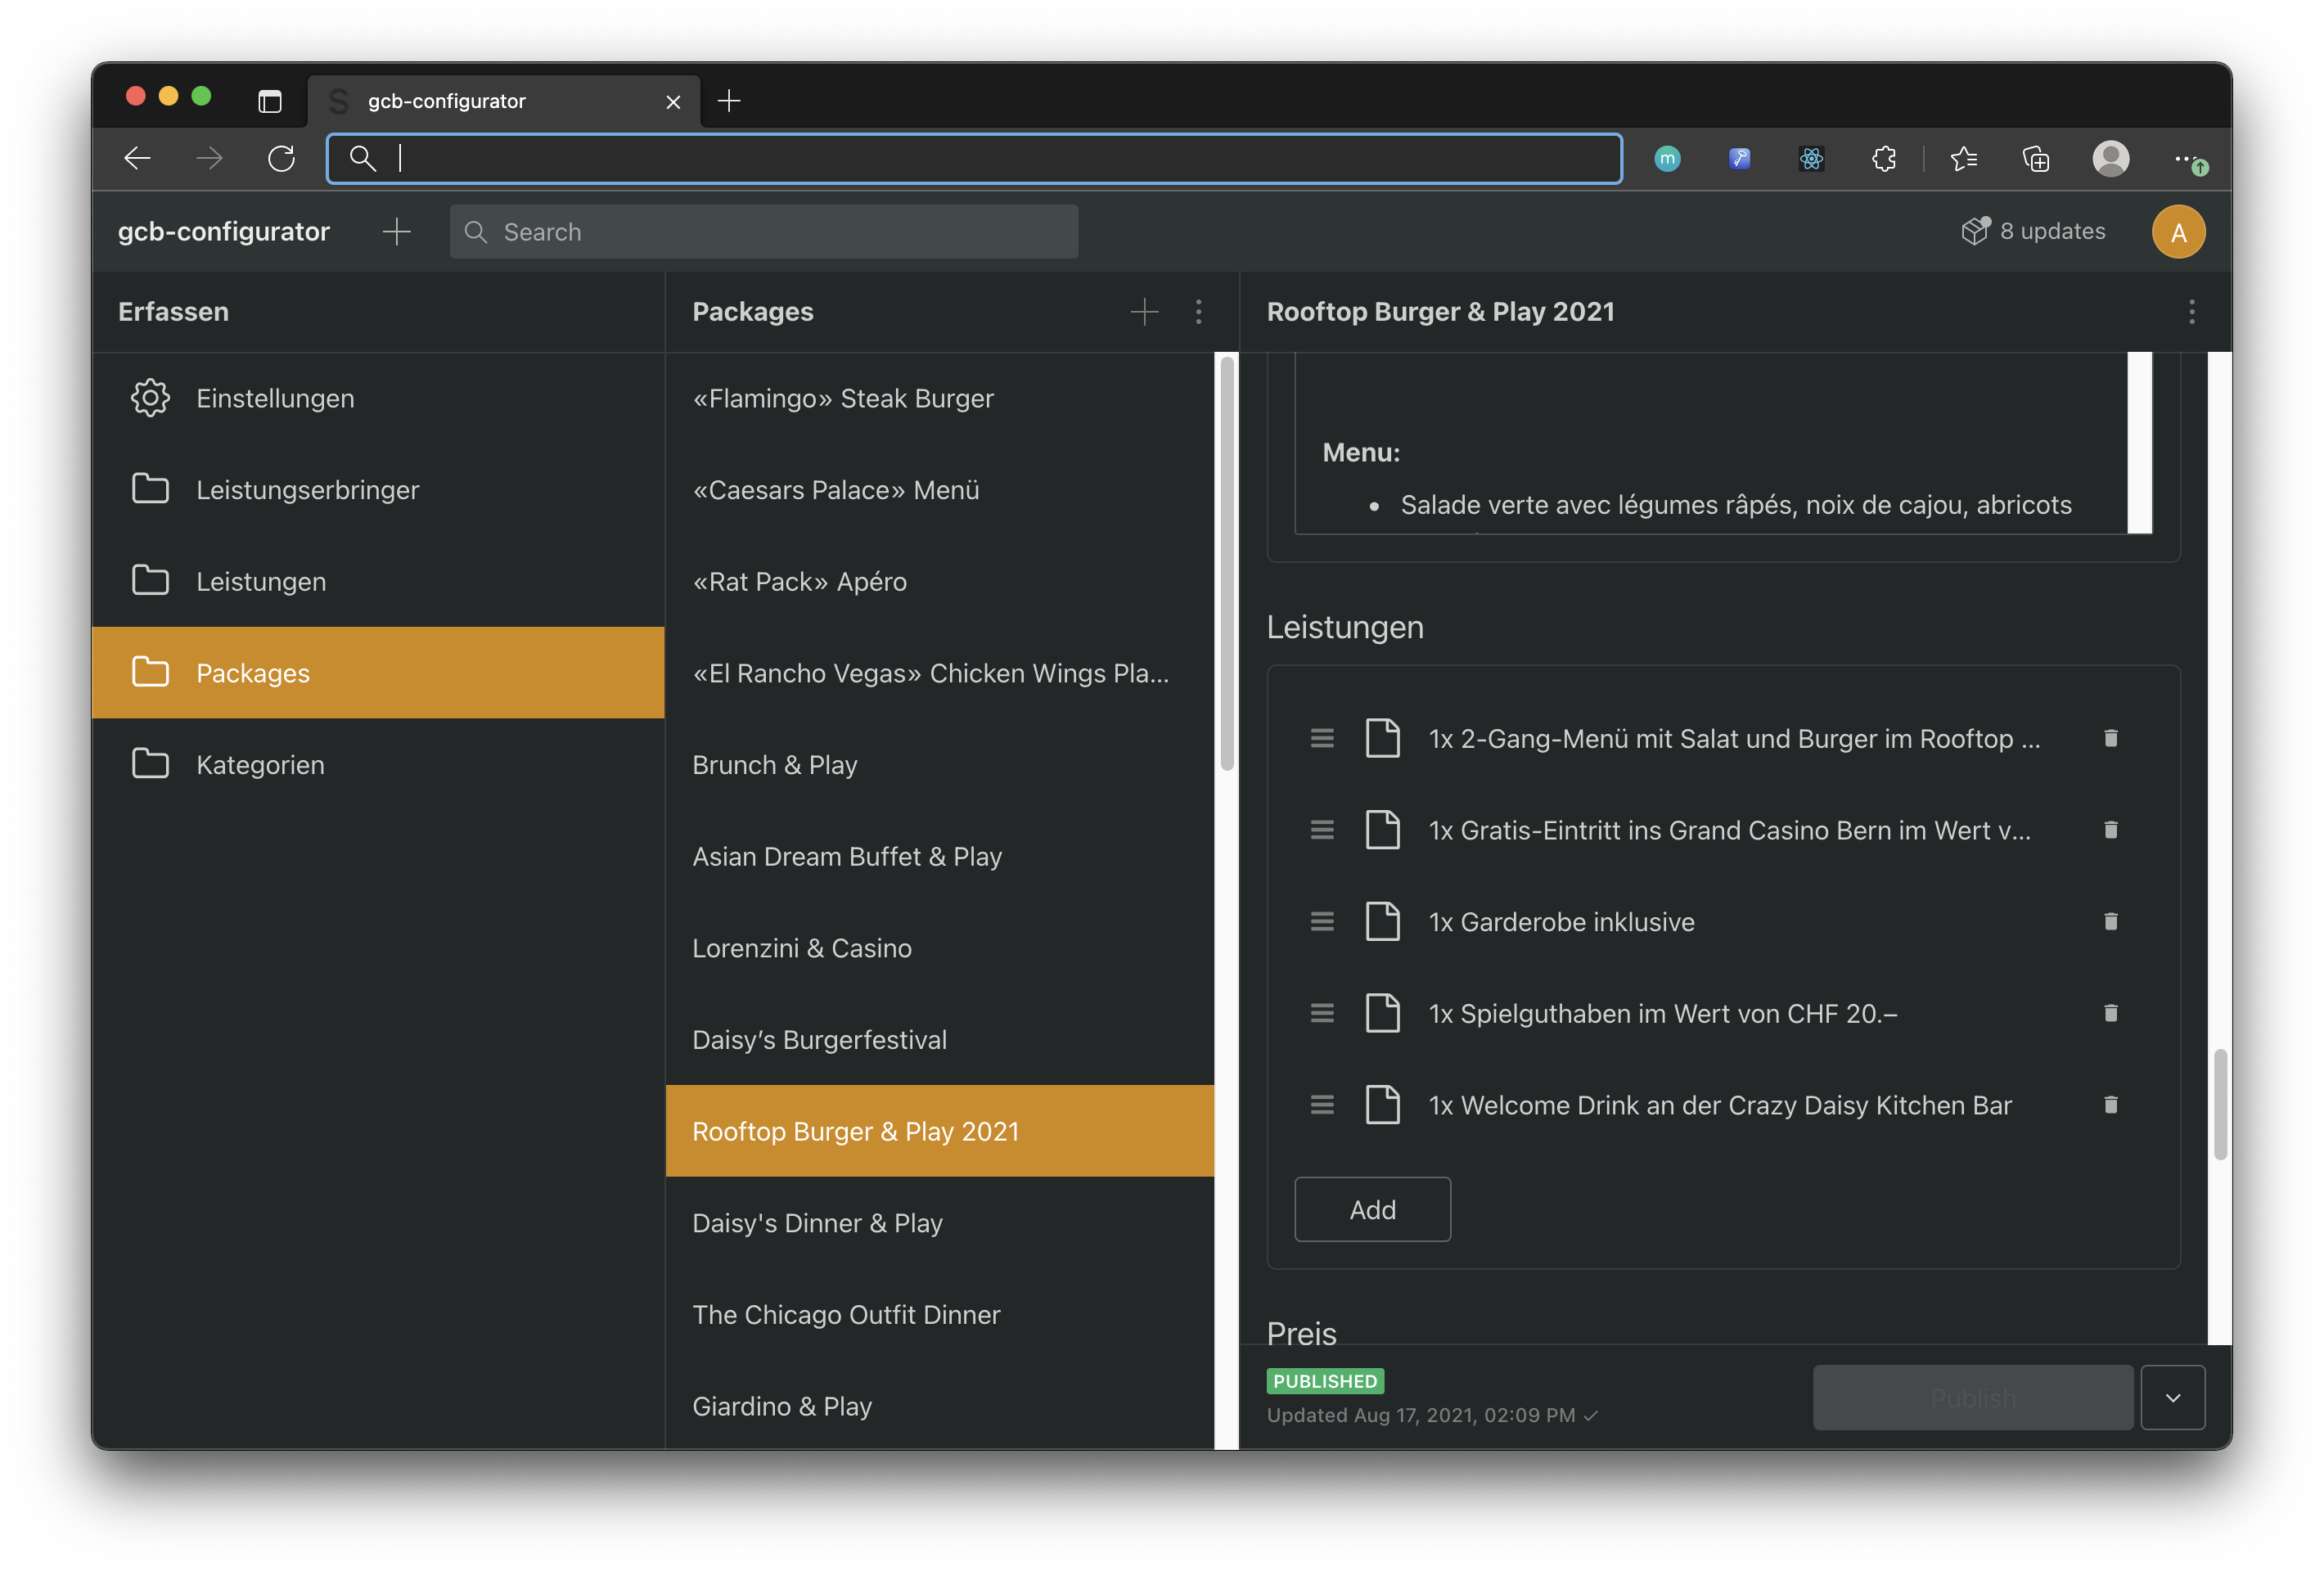 gcb-configurator
m
gcb-configurator
Search
8 updates
A
Erfassen
Einstellungen
Leistungserbringer
Leistungen
Packages
Kategorien
Packages
«Flamingo» Steak Burger
«Caesars Palace» Menü
«Rat Pack» Apéro
«El Rancho Vegas» Chicken Wings Pla...
Brunch & Play
Asian Dream Buffet & Play
Lorenzini & Casino
Daisy’s Burgerfestival
Rooftop Burger & Play 2021
Daisy's Dinner & Play
The Chicago Outfit Dinner
Giardino & Play
Rooftop Burger & Play 2021
Menu:
• Salade verte avec légumes râpés, noix de cajou, abricots
Leistungen
1x 2-Gang-Menü mit Salat und Burger im Rooftop ...
1x Gratis-Eintritt ins Grand Casino Bern im Wert v...
1x Garderobe inklusive
1x Spielguthaben im Wert von CHF 20.–
1x Welcome Drink an der Crazy Daisy Kitchen Bar
Add
Preis
PUBLISHED
Updated Aug 17, 2021, 02:09 PM
Publish